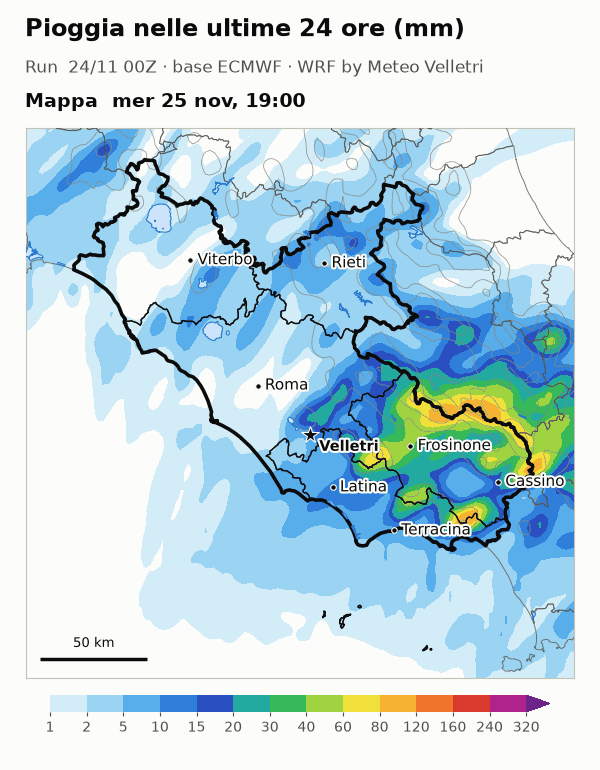 Pioggia nelle ultime 24 ore (mm)
Run 24/11 00Z · base ECMWF · WRF by Meteo Velletri
Mappa mer 25 nov, 19:00
Viterbo
Rieti
Roma
Velletri
Frosinone
Latina
Cassino
Terracina
50 km
1 2 5 10 15 20 30 40 60 80 120 160 240 320